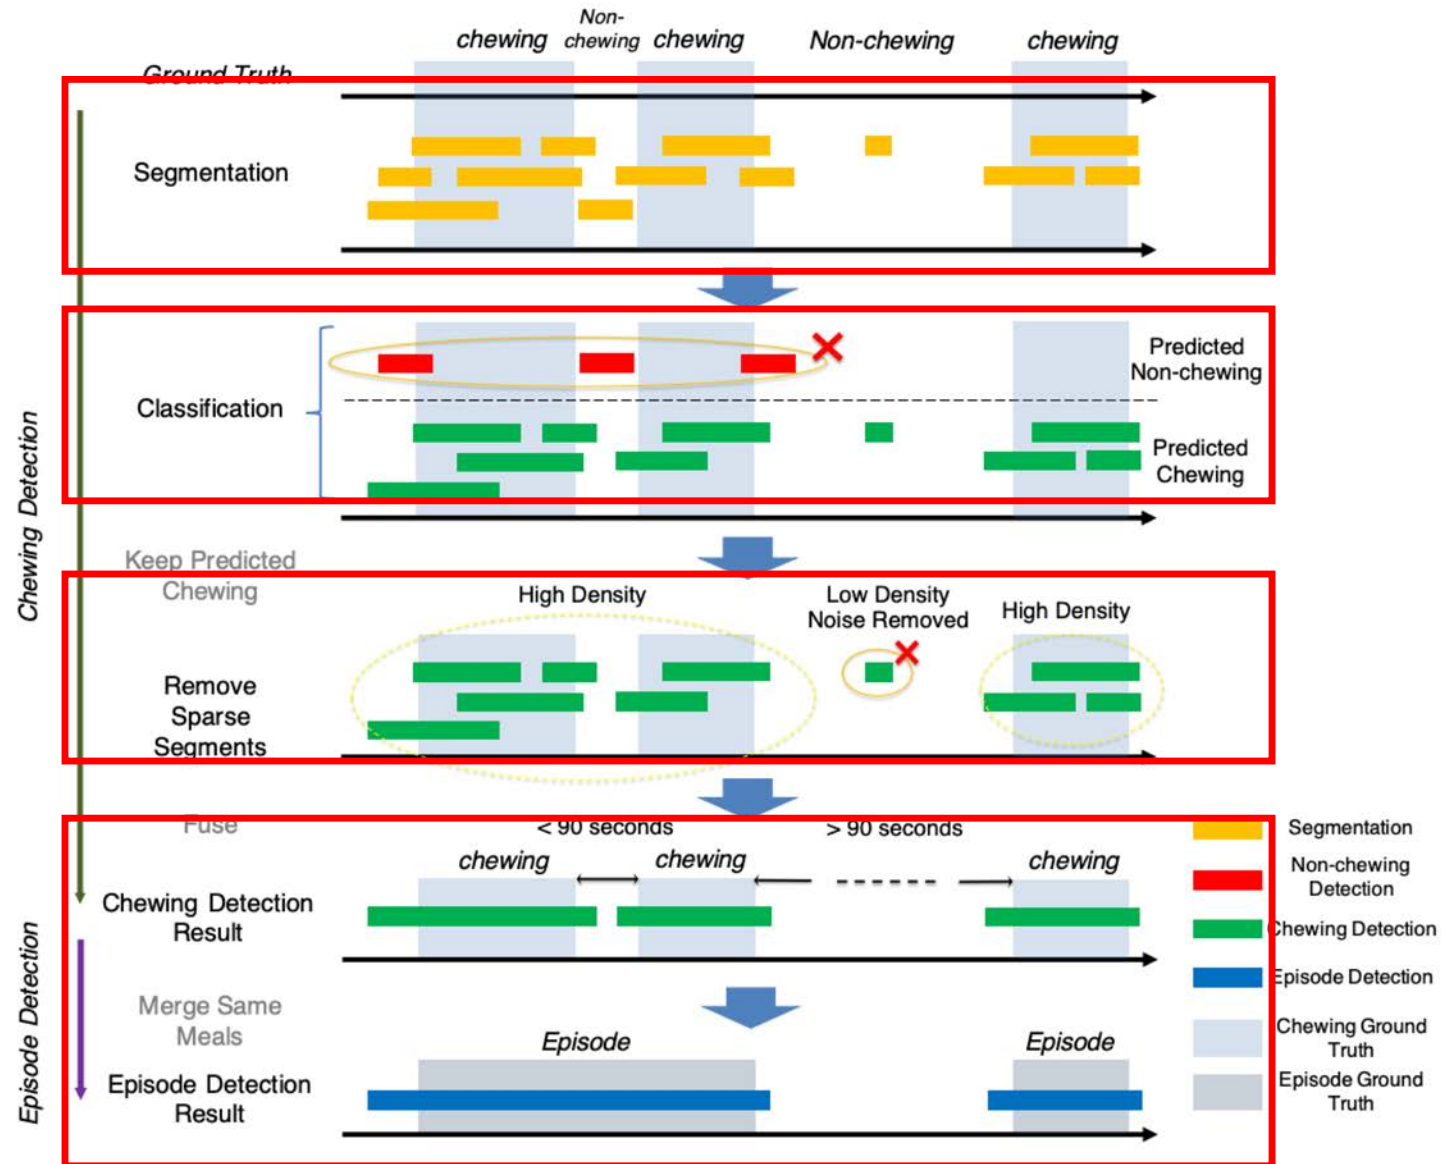 Non-
chewing
chewing
chewing
Non-chewing
chewing
Ground Truth
Segmentation
Classification
Predicted
Non-chewing
Predicted
Chewing
Chewing Detection
Keep Predicted
Chewing
High Density
Low Density
Noise Removed
High Density
Remove
Sparse
Segments
Fuse
< 90 seconds
> 90 seconds
chewing
chewing
chewing
Chewing Detection
Result
Episode Detection
Merge Same
Meals
Episode
Episode
Episode Detection
Result
Segmentation
Non-chewing
Detection
Chewing Detection
Episode Detection
Chewing Ground
Truth
Episode Ground
Truth